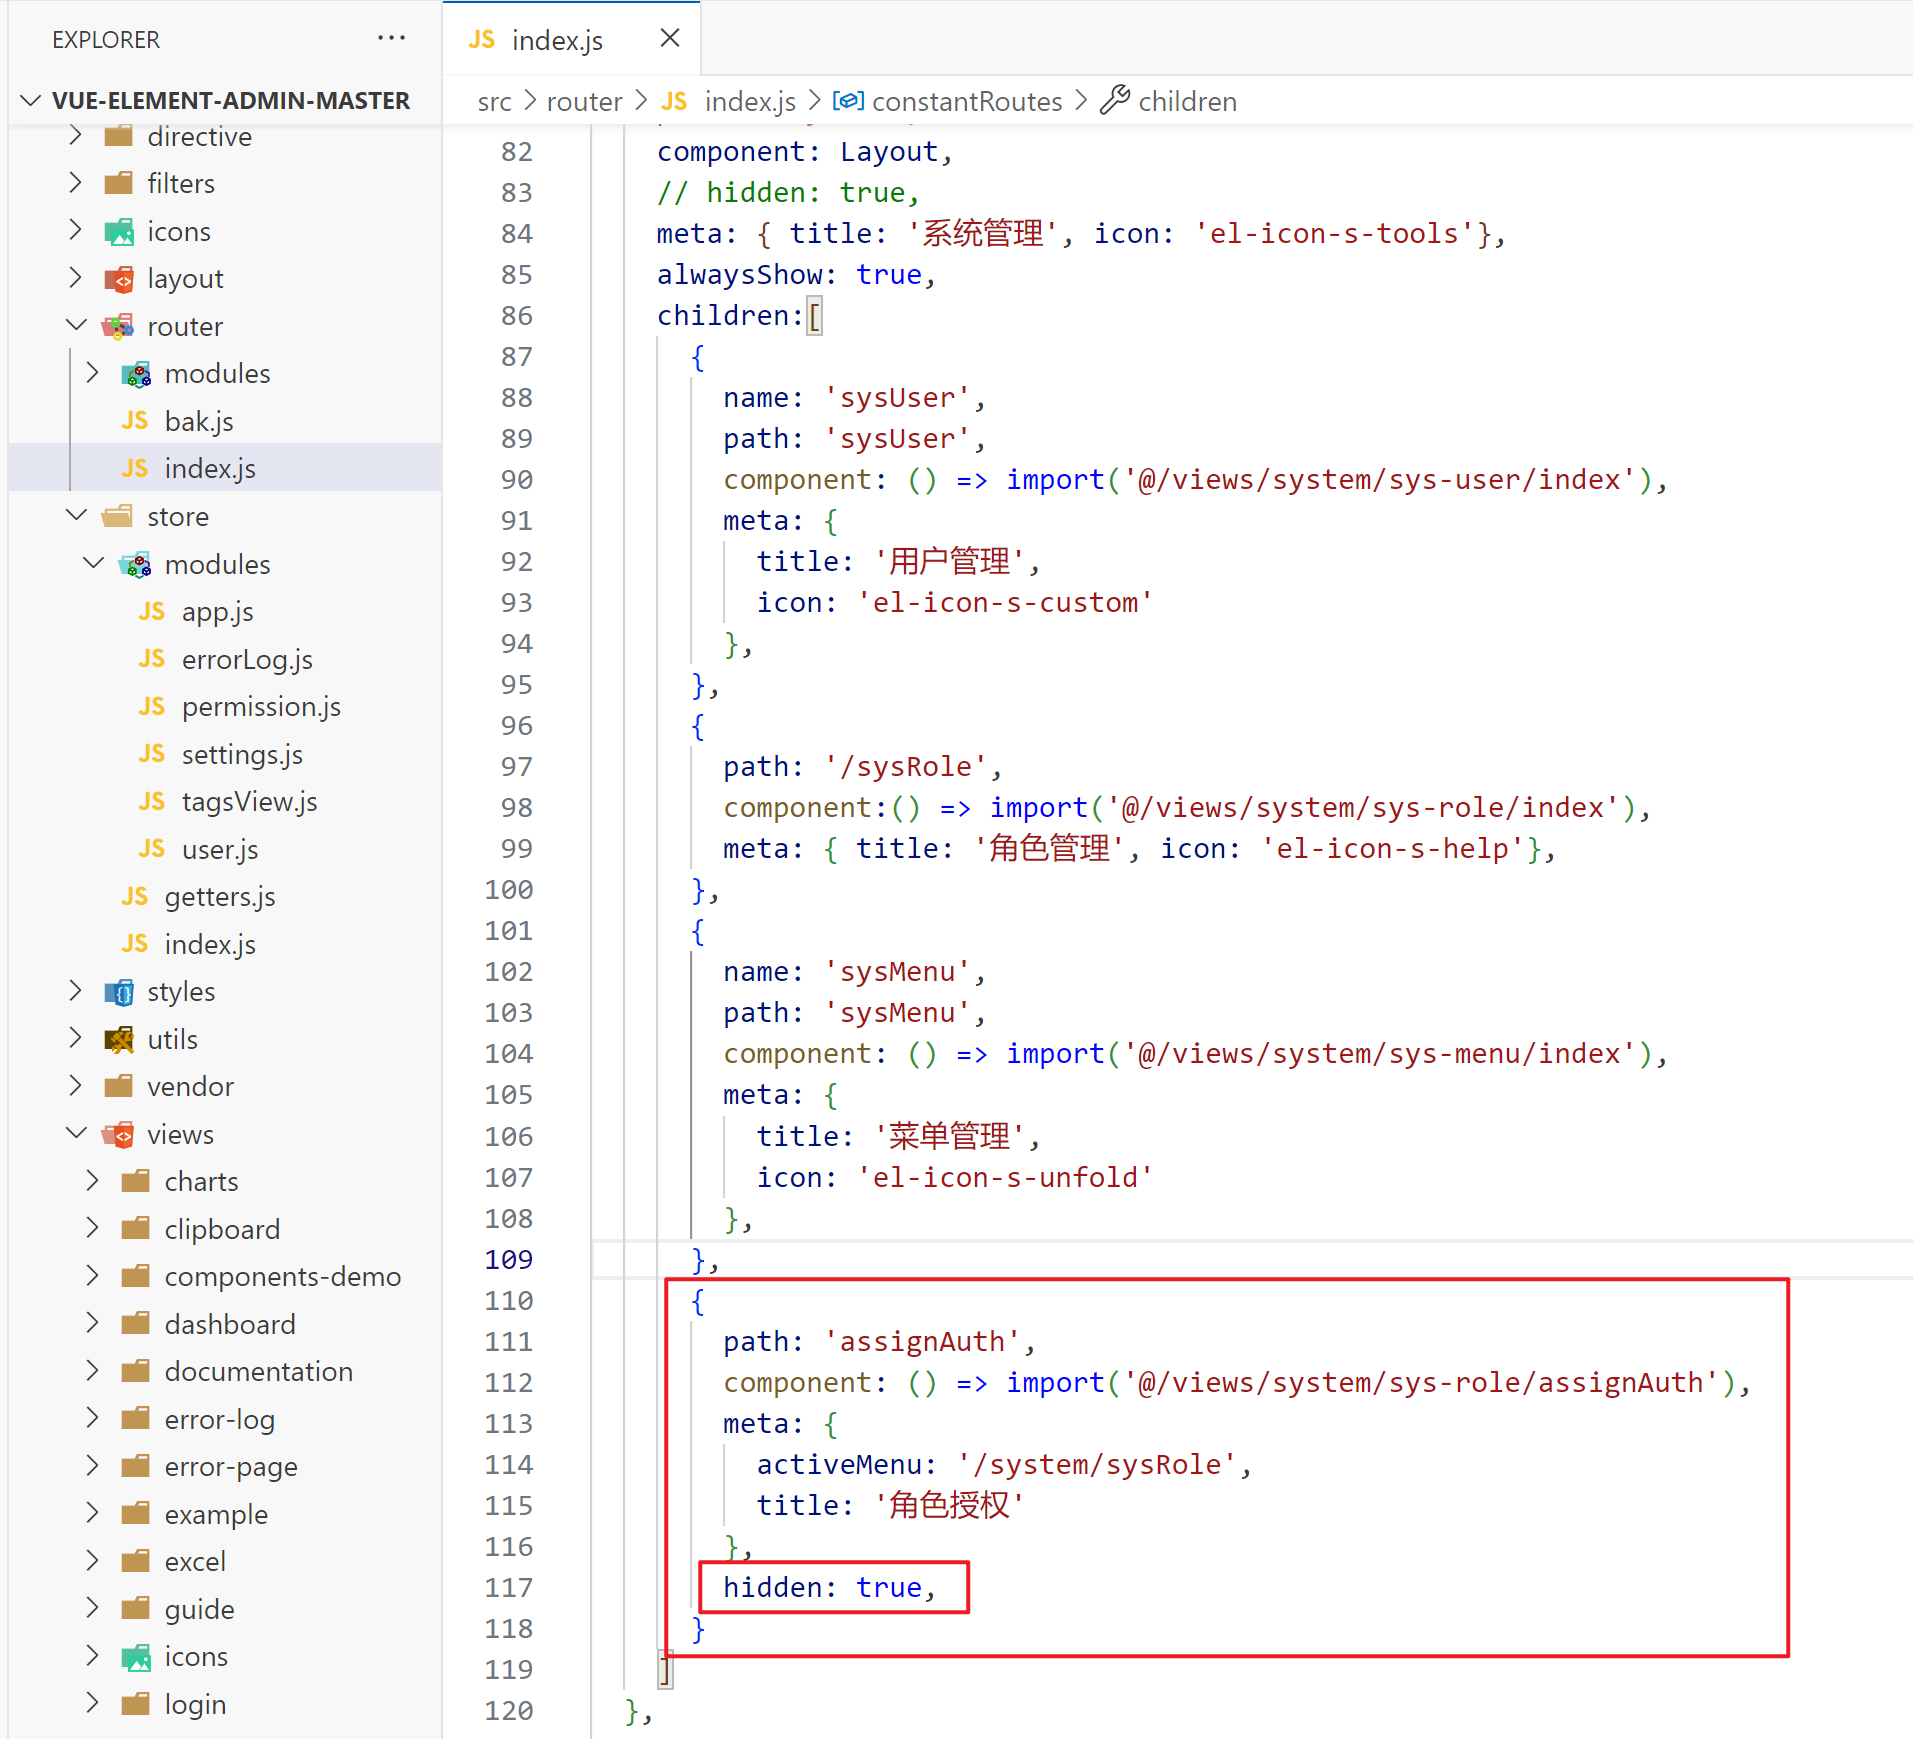 EXPLORER
...
VUE-ELEMENT-ADMIN-MASTER
directive
filters
icons
layout
router
modules
JS bak.js
JS index.js
store
modules
JS app.js
JS errorLog.js
JS permission.js
JS settings.js
JS tagsView.js
JS user.js
JS getters.js
JS index.js
styles
utils
vendor
views
charts
clipboard
components-demo
dashboard
documentation
error-log
error-page
example
excel
guide
icons
login
JS index.js
src > router > JS index.js > constantRoutes > children
82 component: Layout,
83 // hidden: true,
84 meta: { title: '系统管理', icon: 'el-icon-s-tools'},
85 alwaysShow: true,
86 children:[
87 {
88 name: 'sysUser',
89 path: 'sysUser',
90 component: () => import('@/views/system/sys-user/index'),
91 meta: {
92 title: '用户管理',
93 icon: 'el-icon-s-custom'
94 },
95 },
96 {
97 path: '/sysRole',
98 component:() => import('@/views/system/sys-role/index'),
99 meta: { title: '角色管理', icon: 'el-icon-s-help'},
100 },
101 {
102 name: 'sysMenu',
103 path: 'sysMenu',
104 component: () => import('@/views/system/sys-menu/index'),
105 meta: {
106 title: '菜单管理',
107 icon: 'el-icon-s-unfold'
108 },
109 },
110 {
111 path: 'assignAuth',
112 component: () => import('@/views/system/sys-role/assignAuth'),
113 meta: {
114 activeMenu: '/system/sysRole',
115 title: '角色授权'
116 },
117 hidden: true,
118 }
119 ]
120 },